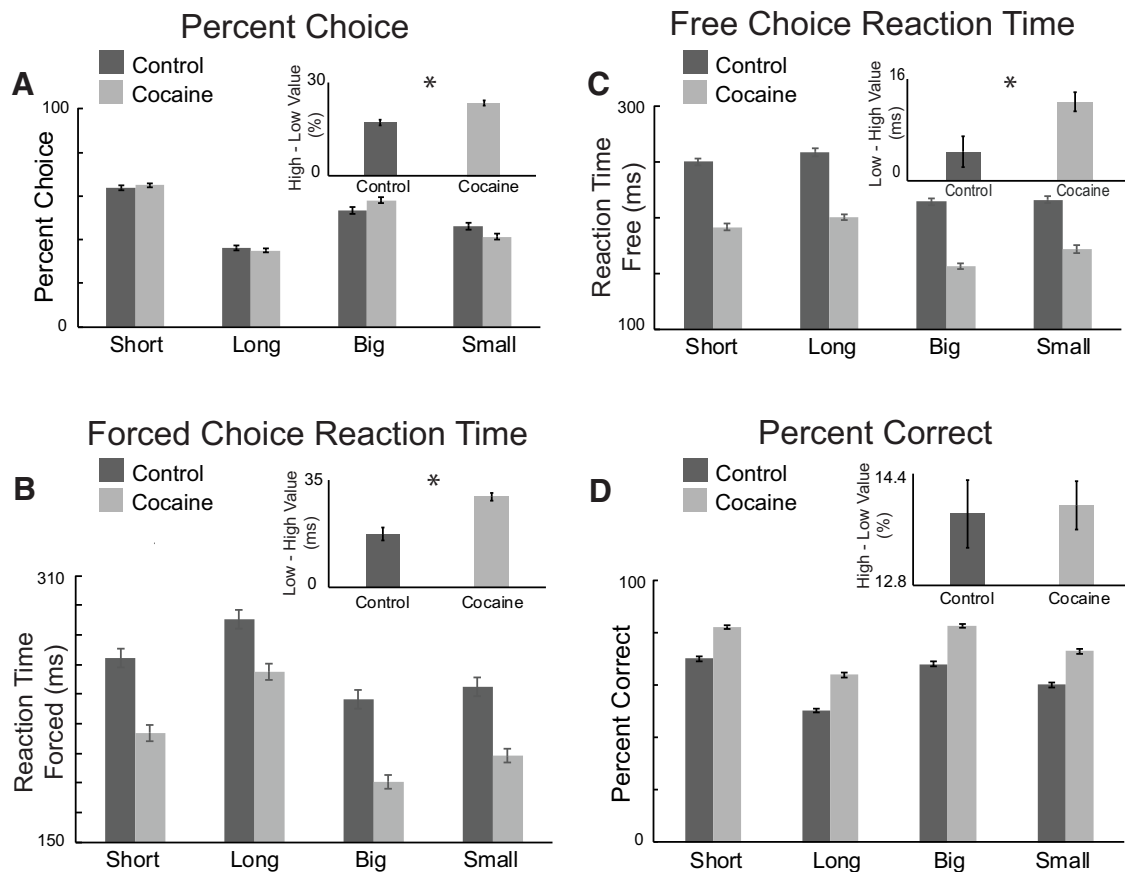 Percent Choice
A
Control
Cocaine
100
Percent Choice
0
Short Long Big Small
30
High - Low Value
(%)
0
*
Control Cocaine
Free Choice Reaction Time
C
Control
Cocaine
300
Reaction Time
Free (ms)
100
Short Long Big Small
16
Low - High Value
(ms)
0
*
Control Cocaine
Forced Choice Reaction Time
B
Control
Cocaine
310
Reaction Time
Forced (ms)
150
Short Long Big Small
35
Low - High Value
(ms)
0
*
Control Cocaine
Percent Correct
D
Control
Cocaine
100
Percent Correct
0
Short Long Big Small
14.4
High - Low Value
(%)
12.8
Control Cocaine